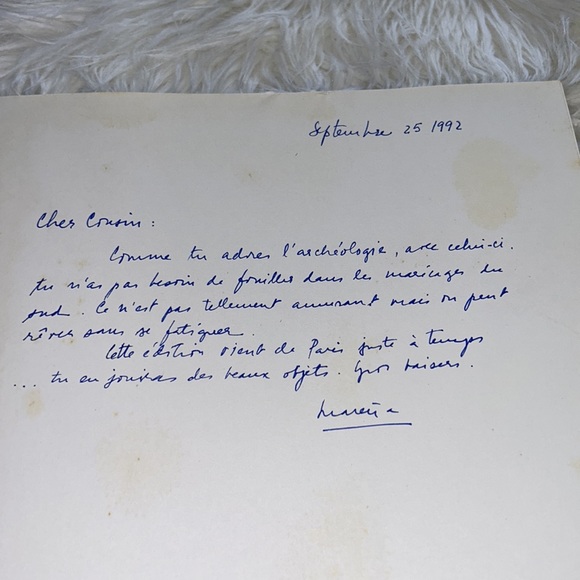 Septembre 25 1992
Cher Cousin :
Comme tu adores l'archéologie, avec celui-ci.
tu n'as pas besoin de fouiller dans les marécages du
sud. Ce n'est pas tellement amusant mais on peut
rêver sans se fatiguer.
Cette édition vient de Paris juste à temps
... tu en jouiras des beaux objets. Gros baisers.